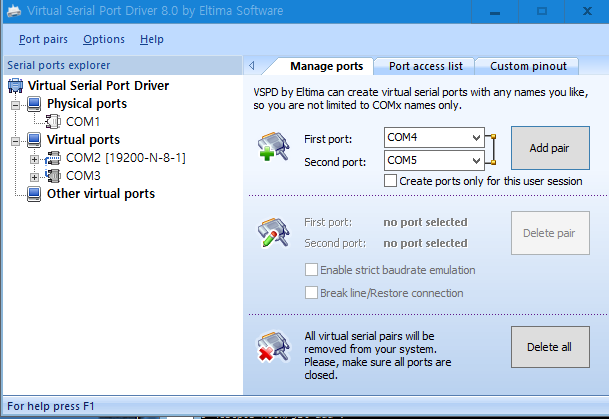 Virtual Serial Port Driver 8.0 by Eltima Software
Port pairs Options Help
Serial ports explorer
Virtual Serial Port Driver
Physical ports
COM1
Virtual ports
COM2 [19200-N-8-1]
COM3
Other virtual ports
Manage ports Port access list Custom pinout
VSPD by Eltima can create virtual serial ports with any names you like,
so you are not limited to COMx names only.
First port: COM4
Second port: COM5
Add pair
Create ports only for this user session
First port: no port selected
Second port: no port selected
Delete pair
Enable strict baudrate emulation
Break line/Restore connection
All virtual serial pairs will be
removed from your system.
Please, make sure all ports are
closed.
Delete all
For help press F1